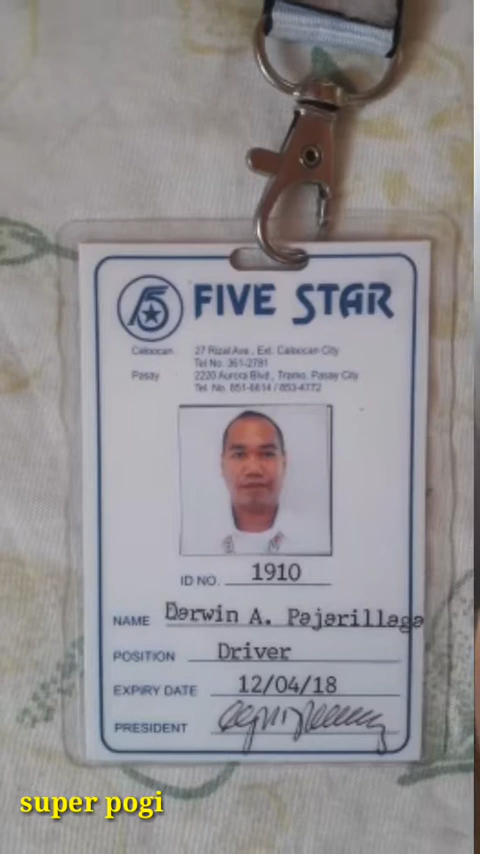 FIVE STAR
Caloocan 27 Rizal Ave., Ext. Caloocan City
Tel No. 361-2781
Pasay 2220 Aurora Blvd., Tramo, Pasay City
Tel. No. 851-6614 / 853-4772
ID NO. 1910
NAME Darwin A. Pajarillaga
POSITION Driver
EXPIRY DATE 12/04/18
PRESIDENT
super pogi